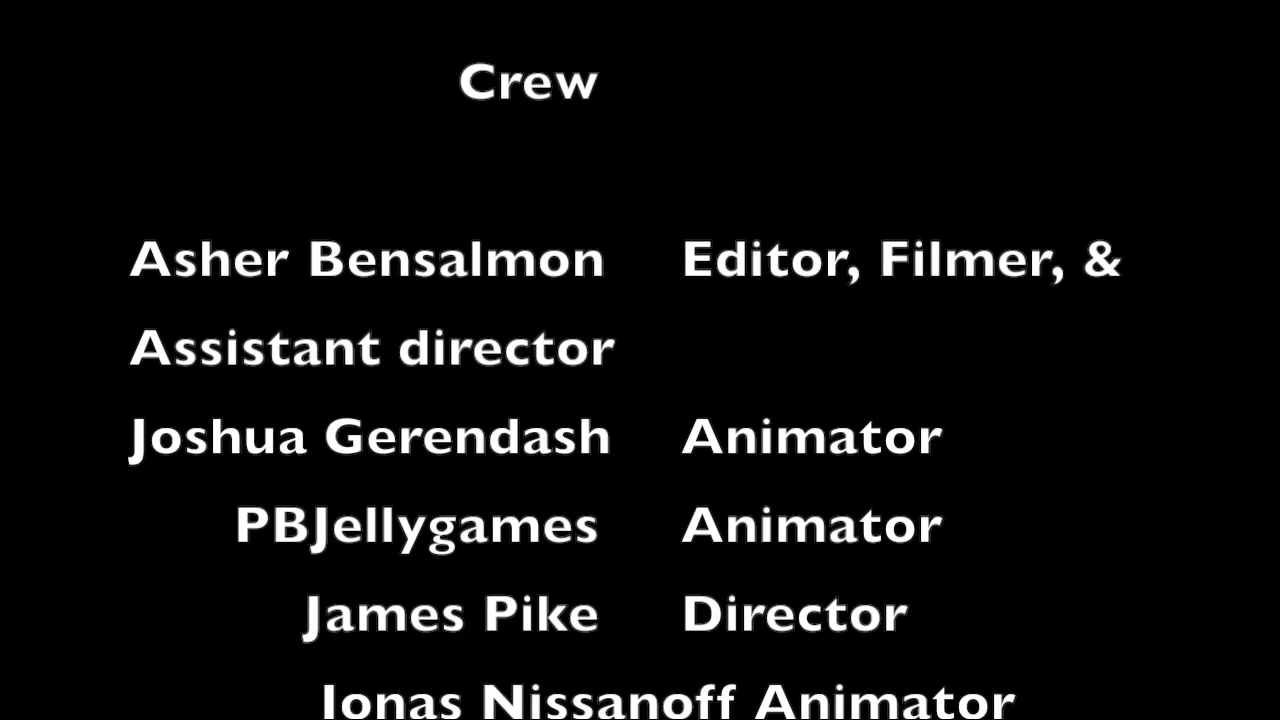 Crew
Asher Bensalmon Editor, Filmer, &
Assistant director
Joshua Gerendash Animator
PBJellygames Animator
James Pike Director
Jonas Nissanoff Animator